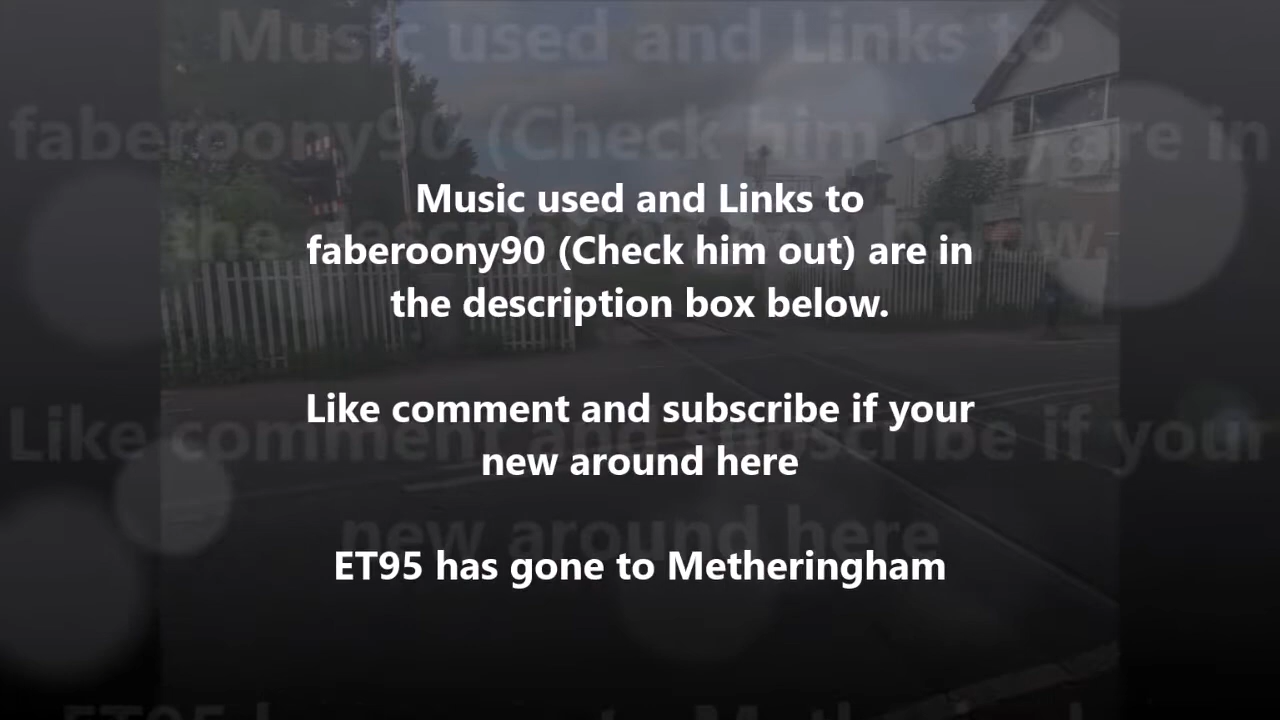 Music used and Links to
faberoony90 (Check him out) are in
the description box below.
Like comment and subscribe if your
new around here
ET95 has gone to Metheringham